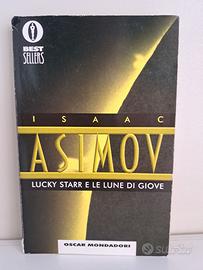 BEST
SELLERS
ISAAC
ASIMOV
LUCKY STARR E LE LUNE DI GIOVE
OSCAR MONDADORI
subito